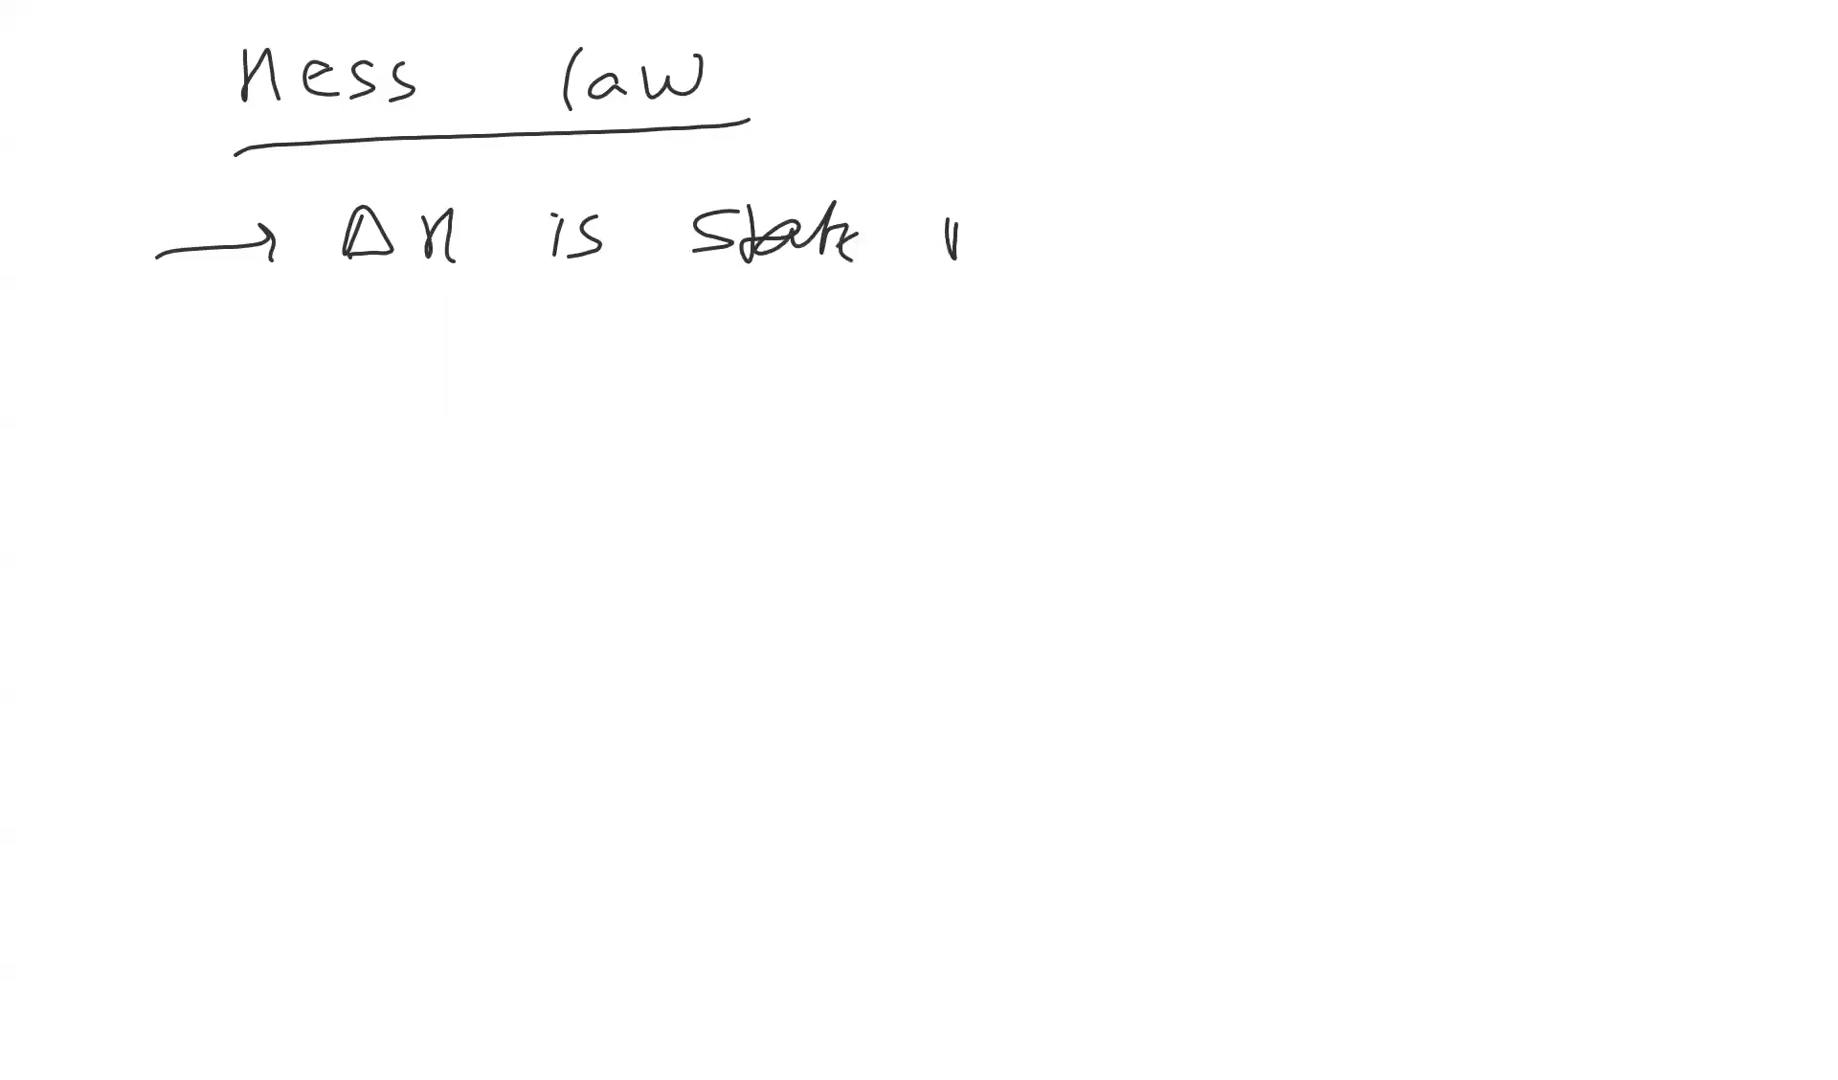 Hess law
→ ΔH is state